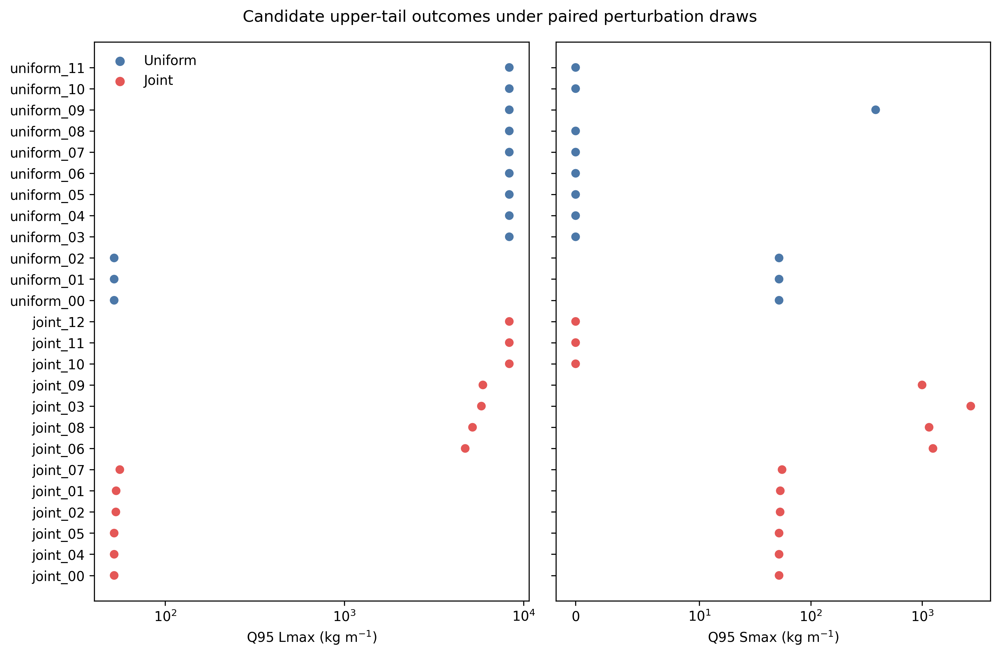 Candidate upper-tail outcomes under paired perturbation draws
Uniform
Joint
uniform_11
uniform_10
uniform_09
uniform_08
uniform_07
uniform_06
uniform_05
uniform_04
uniform_03
uniform_02
uniform_01
uniform_00
joint_12
joint_11
joint_10
joint_09
joint_03
joint_08
joint_06
joint_07
joint_01
joint_02
joint_05
joint_04
joint_00
10² 10³ 10⁴
Q95 Lmax (kg m⁻¹)
0 10¹ 10² 10³
Q95 Smax (kg m⁻¹)